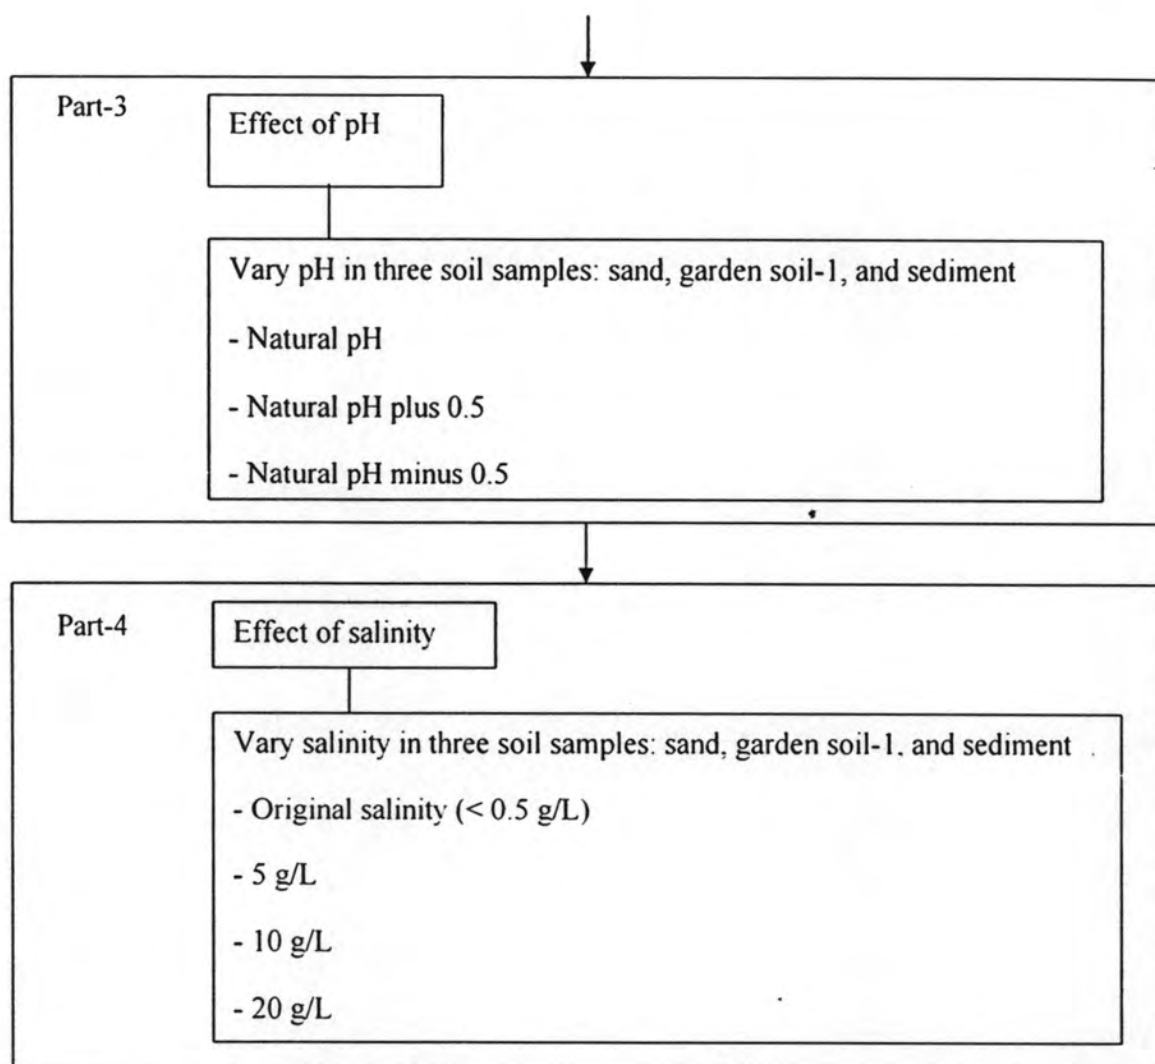 Part-3
Effect of pH
Vary pH in three soil samples: sand, garden soil-1, and sediment
- Natural pH
- Natural pH plus 0.5
- Natural pH minus 0.5
Part-4
Effect of salinity
Vary salinity in three soil samples: sand, garden soil-1. and sediment
- Original salinity (< 0.5 g/L)
- 5 g/L
- 10 g/L
- 20 g/L